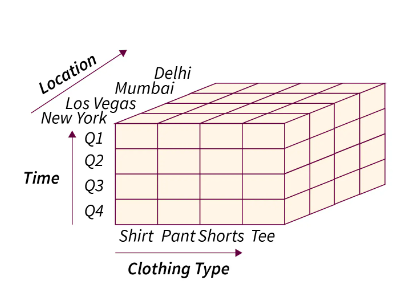 Location
Delhi
Mumbai
Los Vegas
New York
Time
Q1
Q2
Q3
Q4
Shirt Pant Shorts Tee
Clothing Type